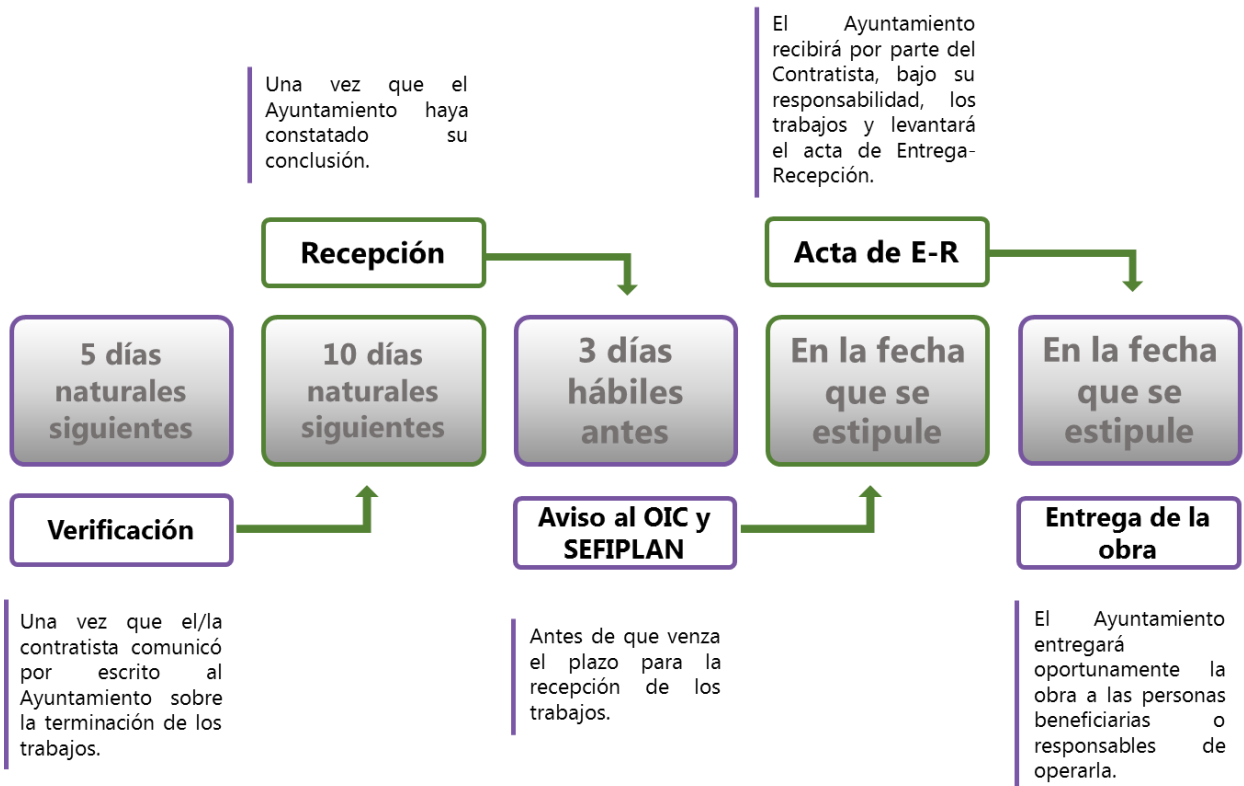 Una vez que el
Ayuntamiento haya
constatado su
conclusión.
El Ayuntamiento
recibirá por parte del
Contratista, bajo su
responsabilidad, los
trabajos y levantará
el acta de Entrega-
Recepción.
Recepción
Acta de E-R
5 días
naturales
siguientes
10 días
naturales
siguientes
3 días
hábiles
antes
En la fecha
que se
estipule
En la fecha
que se
estipule
Verificación
Aviso al OIC y
SEFIPLAN
Entrega de la
obra
Una vez que el/la
contratista comunicó
por escrito al
Ayuntamiento sobre
la terminación de los
trabajos.
Antes de que venza
el plazo para la
recepción de los
trabajos.
El Ayuntamiento
entregará
oportunamente la
obra a las personas
beneficiarias o
responsables de
operarla.